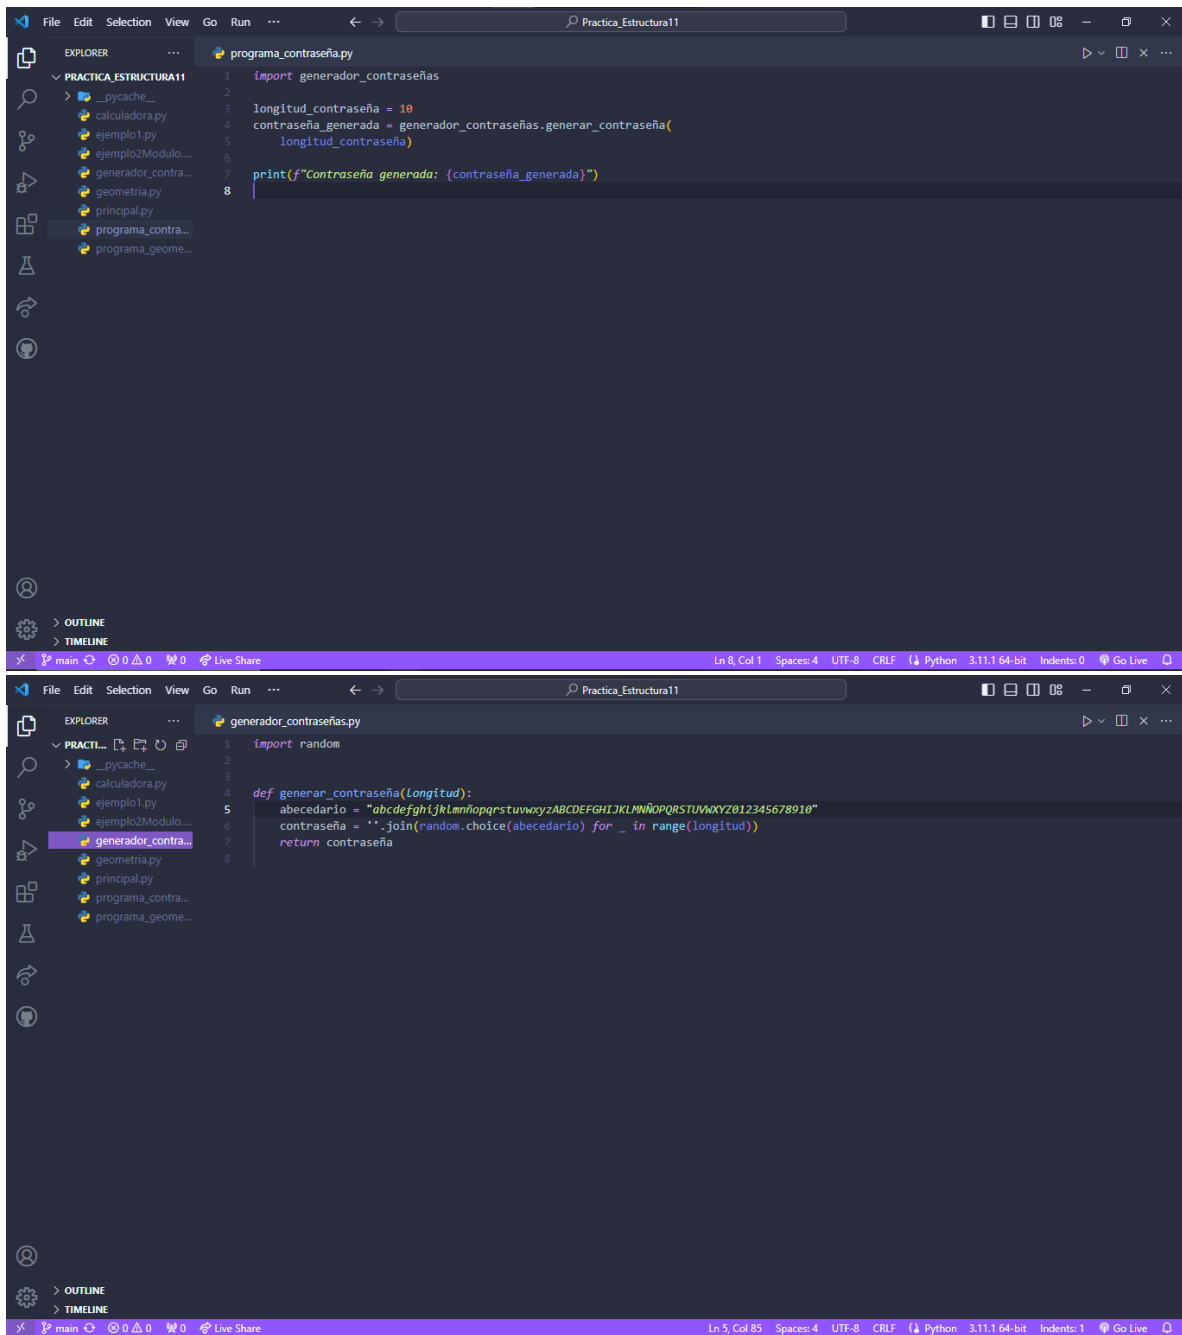 File Edit Selection View Go Run ··· ← → Practica_Estructura11
EXPLORER ···
PRACTICA_ESTRUCTURA11
__pycache__
calculadora.py
ejemplo1.py
ejemplo2Modulo....
generador_contra...
geometria.py
principal.py
programa_contra...
programa_geome...
OUTLINE
TIMELINE
programa_contraseña.py
1 import generador_contraseñas
2
3 longitud_contraseña = 10
4 contraseña_generada = generador_contraseñas.generar_contraseña(
5 longitud_contraseña)
6
7 print(f"Contraseña generada: {contraseña_generada}")
8
main 0 0 0 Live Share Ln 8, Col 1 Spaces: 4 UTF-8 CRLF Python 3.11.1 64-bit Indents: 0 Go Live
File Edit Selection View Go Run ··· ← → Practica_Estructura11
EXPLORER ···
PRACTI...
__pycache__
calculadora.py
ejemplo1.py
ejemplo2Modulo....
generador_contra...
geometria.py
principal.py
programa_contra...
programa_geome...
OUTLINE
TIMELINE
generador_contraseñas.py
1 import random
2
3
4 def generar_contraseña(longitud):
5 abecedario = "abcdefghijklmnñopqrstuvwxyzABCDEFGHIJKLMNÑOPQRSTUVWXYZ012345678910"
6 contraseña = ''.join(random.choice(abecedario) for _ in range(longitud))
7 return contraseña
8
main 0 0 0 Live Share Ln 5, Col 85 Spaces: 4 UTF-8 CRLF Python 3.11.1 64-bit Indents: 1 Go Live